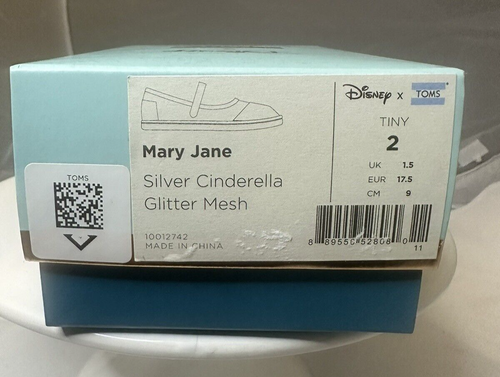 Disney x TOMS
TINY
2
UK 1.5
EUR 17.5
CM 9
Mary Jane
Silver Cinderella
Glitter Mesh
10012742
MADE IN CHINA
11
TOMS